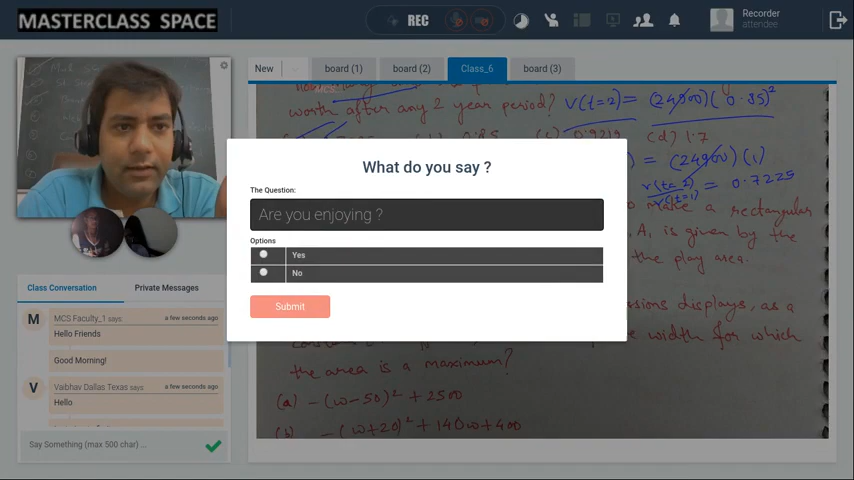 MASTERCLASS SPACE
REC
Recorder
attendee
New
board (1)
board (2)
Class_6
board (3)
MCS
worth after any 2 year period?
V(t=2) = (24900)(0.85)²
(c) 0.9219
(d) 1.7
= (24900)(1)
V(t=2)
V(t=1)
= 0.7225
make a rectangular
A, is given by the
the play area.
What do you say ?
The Question:
Are you enjoying ?
Options
Yes
No
Submit
displays, as a
width for which
the area is a maximum?
(a) -(w-50)² + 2500
(b) -(w+20)² + 140w + 400
Class Conversation
Private Messages
M
MCS Faculty_1 says:
a few seconds ago
Hello Friends
Good Morning!
V
Vaibhav Dallas Texas says:
a few seconds ago
Hello
Say Something (max 500 char) ...